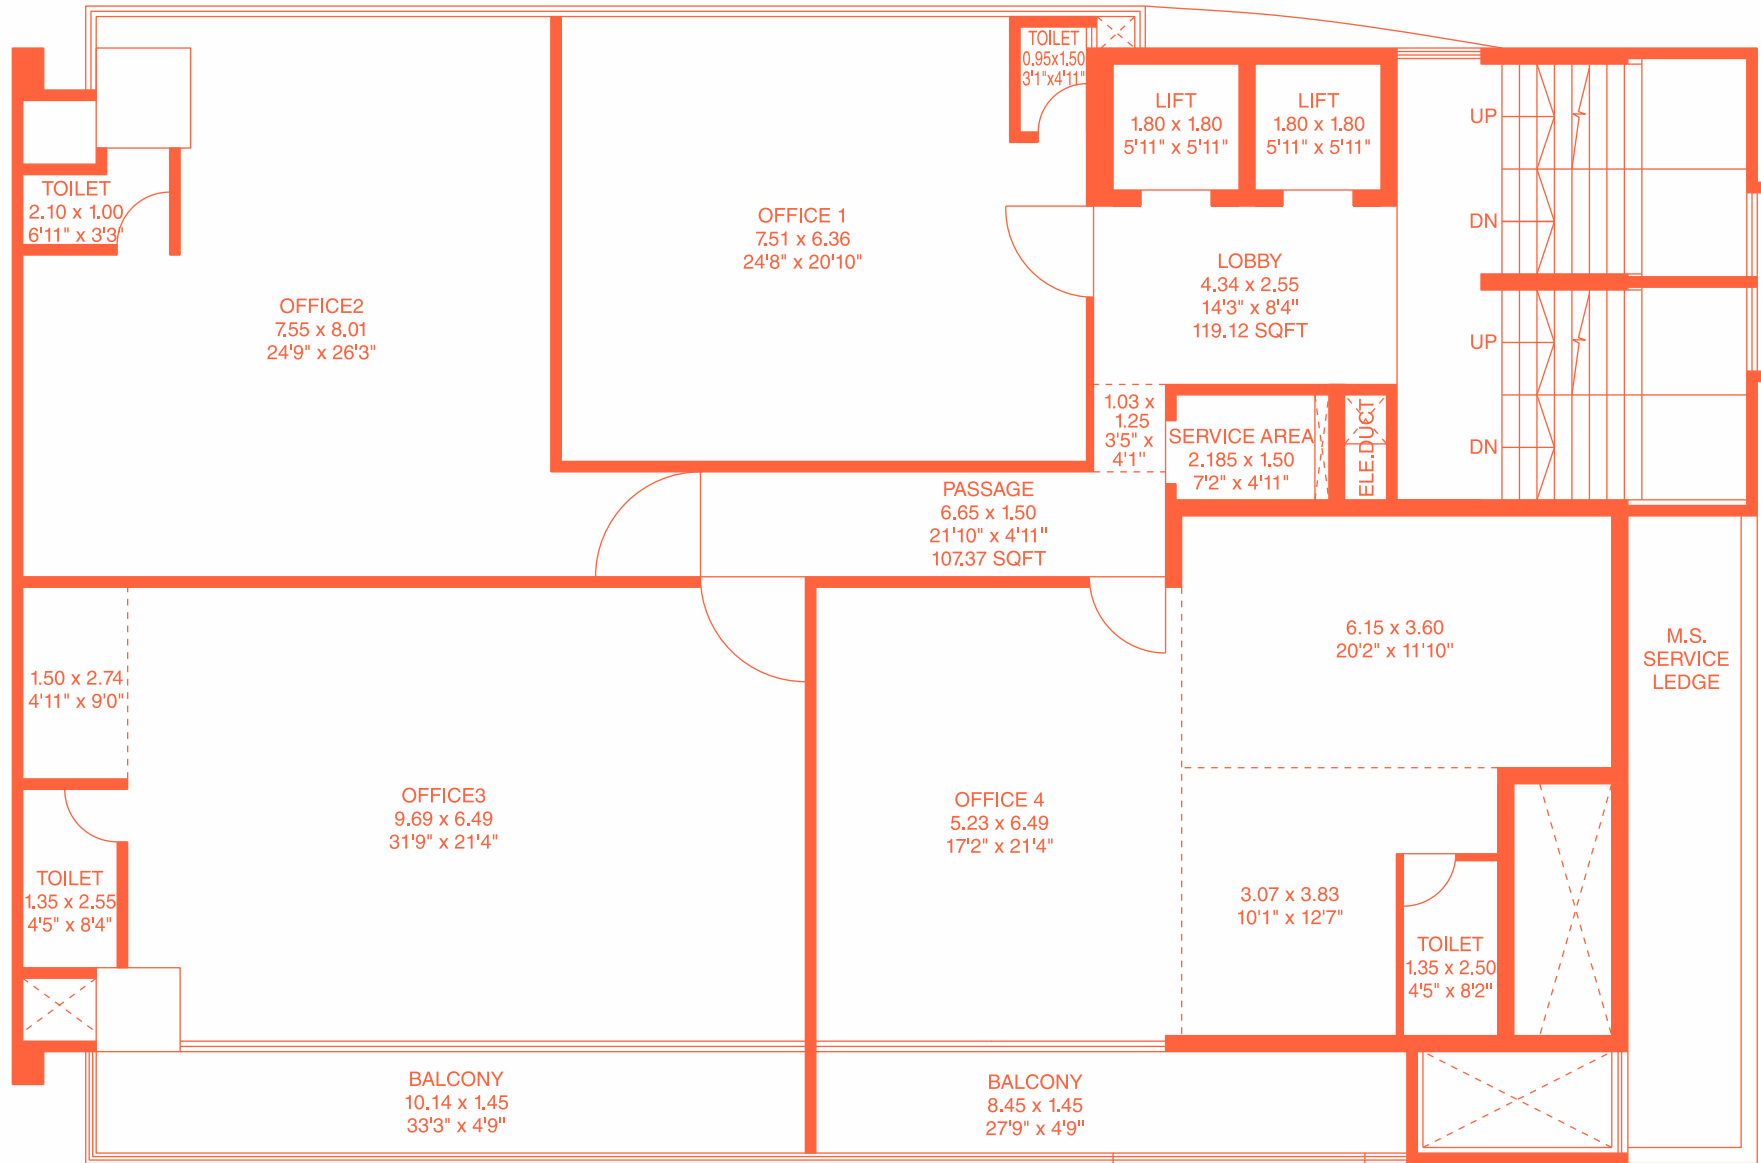 TOILET
0.95x1.50
3'1"x4'11"
LIFT
1.80 x 1.80
5'11" x 5'11"
LIFT
1.80 x 1.80
5'11" x 5'11"
UP
DN
UP
DN
TOILET
2.10 x 1.00
6'11" x 3'3"
OFFICE 1
7.51 x 6.36
24'8" x 20'10"
LOBBY
4.34 x 2.55
14'3" x 8'4"
119.12 SQFT
OFFICE2
7.55 x 8.01
24'9" x 26'3"
1.03 x
1.25
3'5" x
4'1"
SERVICE AREA
2.185 x 1.50
7'2" x 4'11"
ELE.DUCT
PASSAGE
6.65 x 1.50
21'10" x 4'11"
107.37 SQFT
6.15 x 3.60
20'2" x 11'10"
M.S.
SERVICE
LEDGE
1.50 x 2.74
4'11" x 9'0"
OFFICE3
9.69 x 6.49
31'9" x 21'4"
OFFICE 4
5.23 x 6.49
17'2" x 21'4"
TOILET
1.35 x 2.55
4'5" x 8'4"
3.07 x 3.83
10'1" x 12'7"
TOILET
1.35 x 2.50
4'5" x 8'2"
BALCONY
10.14 x 1.45
33'3" x 4'9"
BALCONY
8.45 x 1.45
27'9" x 4'9"